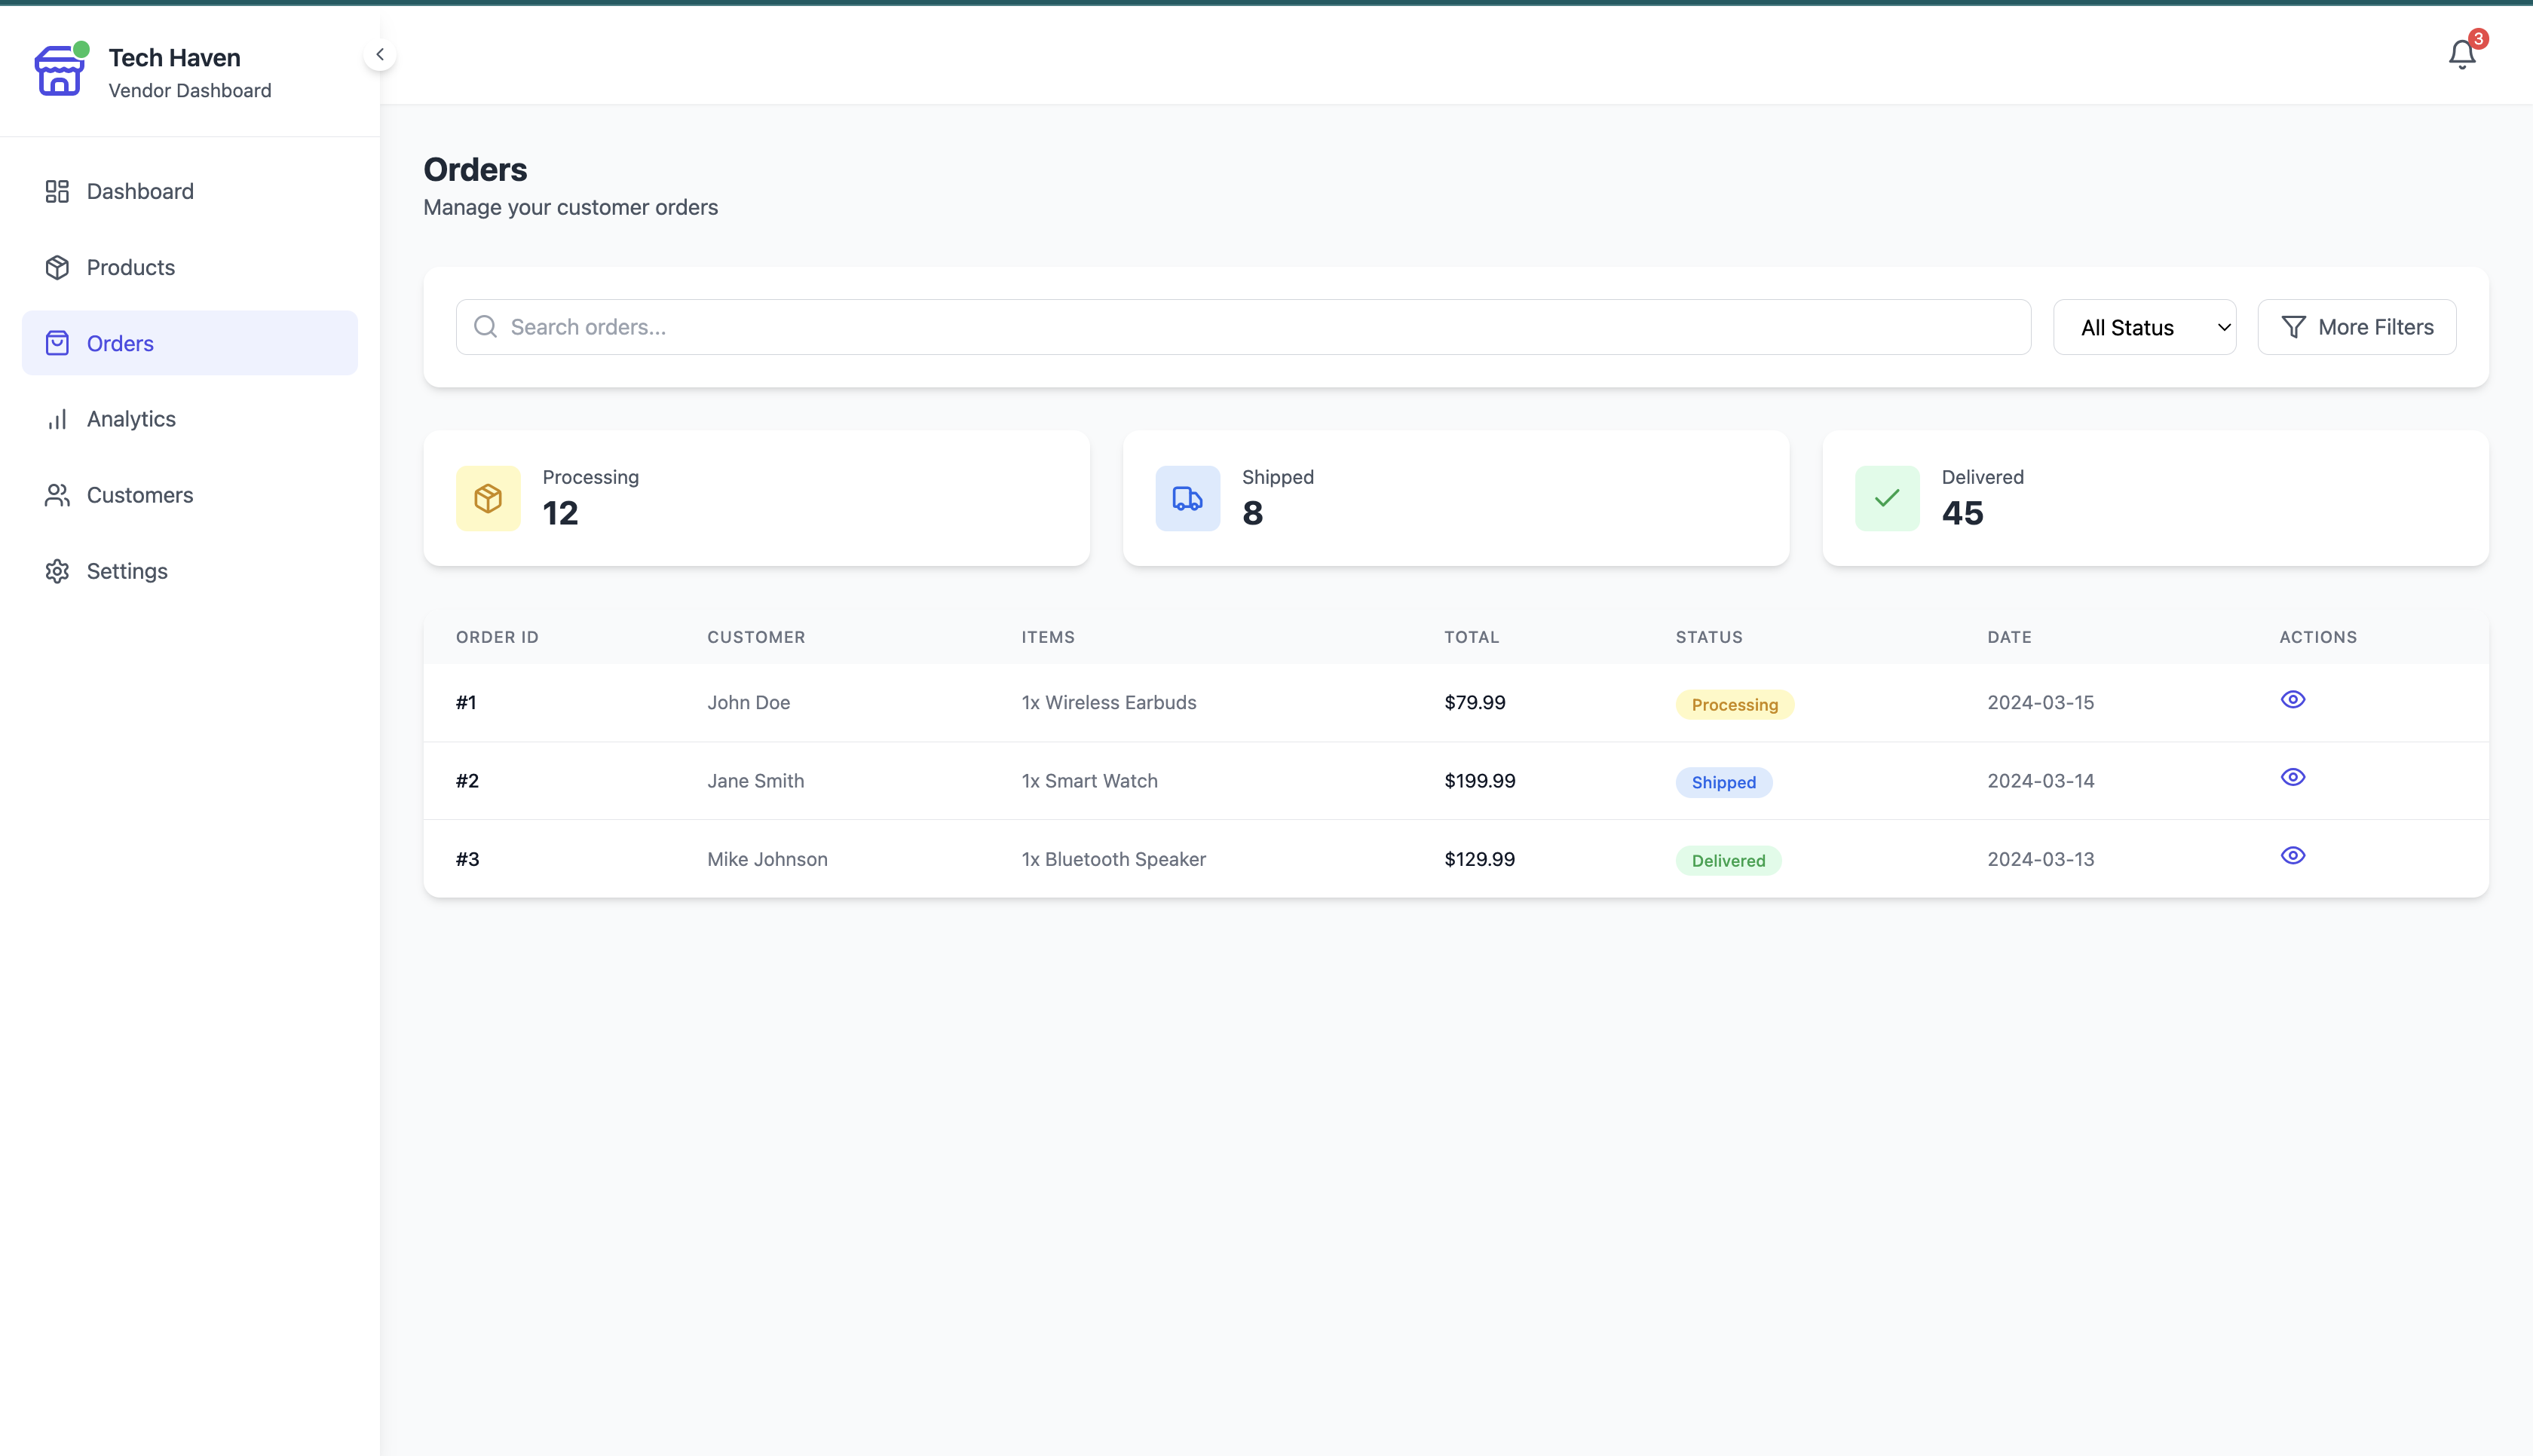 Tech Haven
Vendor Dashboard
3
Dashboard
Products
Orders
Analytics
Customers
Settings
Orders
Manage your customer orders
Search orders...
All Status
More Filters
Processing
12
Shipped
8
Delivered
45
ORDER ID CUSTOMER ITEMS TOTAL STATUS DATE ACTIONS
#1 John Doe 1x Wireless Earbuds $79.99 Processing 2024-03-15
#2 Jane Smith 1x Smart Watch $199.99 Shipped 2024-03-14
#3 Mike Johnson 1x Bluetooth Speaker $129.99 Delivered 2024-03-13